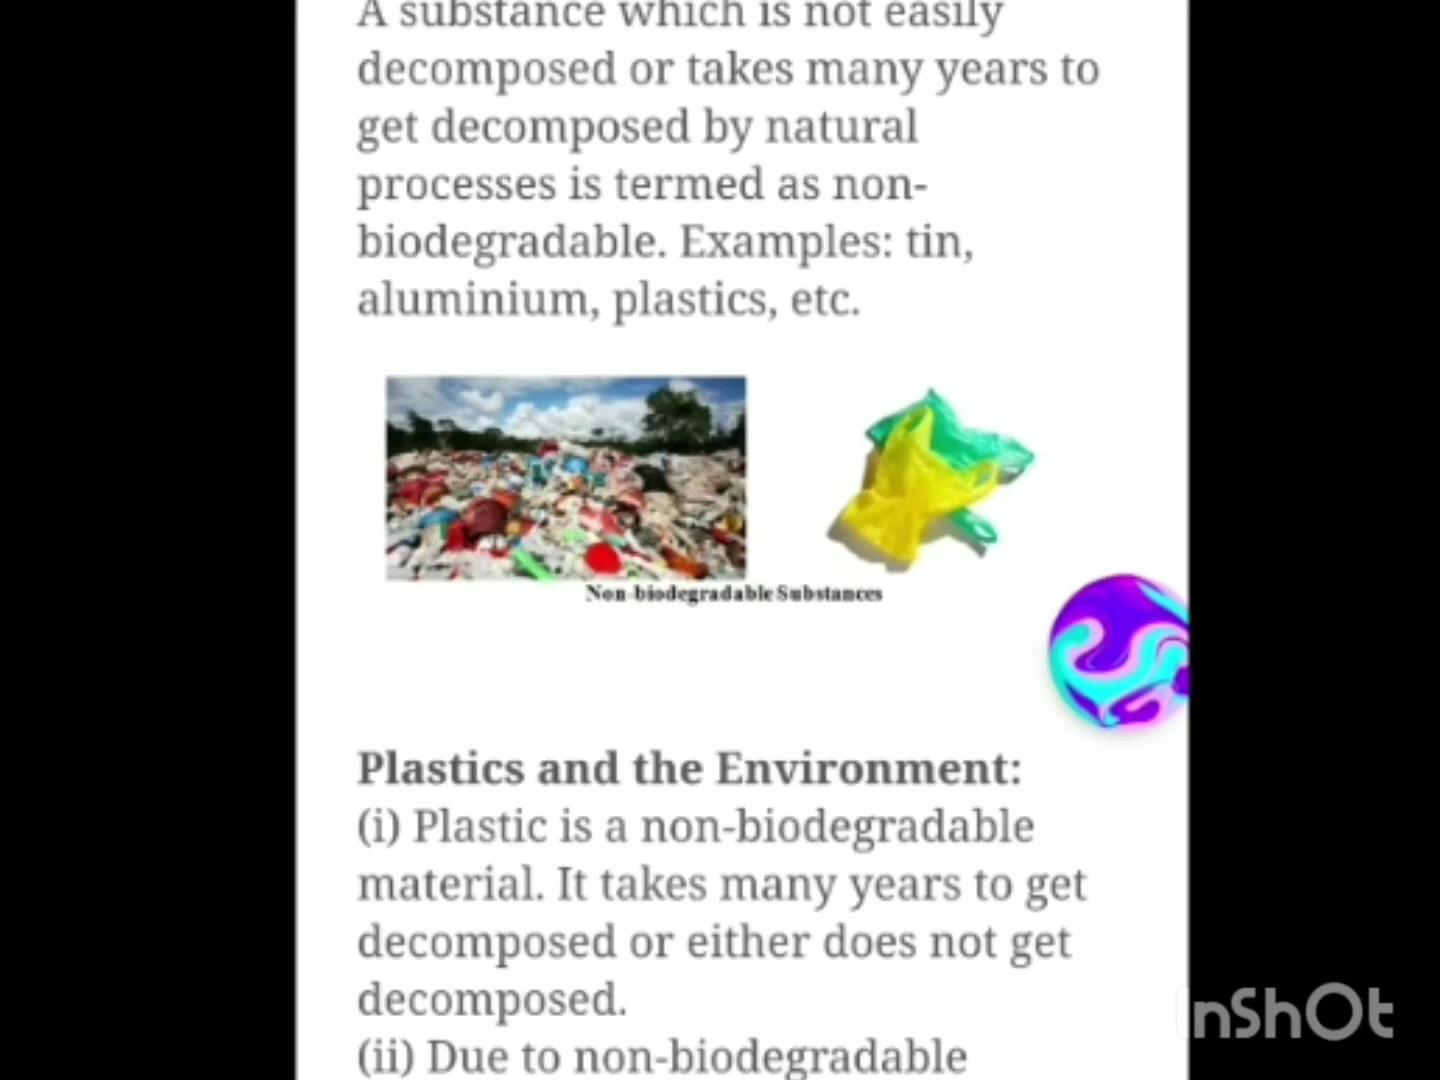 A substance which is not easily
decomposed or takes many years to
get decomposed by natural
processes is termed as non-
biodegradable. Examples: tin,
aluminium, plastics, etc.
Non-biodegradable Substances
Plastics and the Environment:
(i) Plastic is a non-biodegradable
material. It takes many years to get
decomposed or either does not get
decomposed.
(ii) Due to non-biodegradable
InShOt